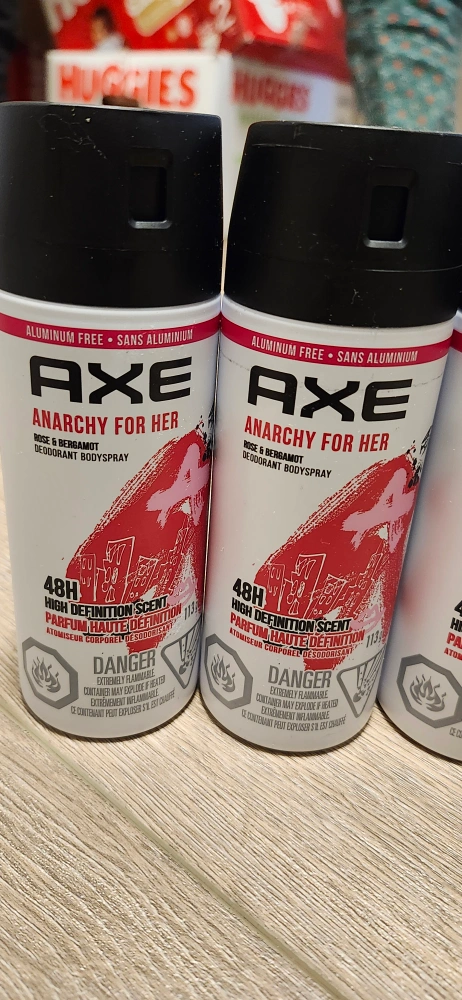 HUGGIES
HUGGIES
ALUMINUM FREE • SANS ALUMINIUM
AXE
ANARCHY FOR HER
ROSE & BERGAMOT
DEODORANT BODYSPRAY
48H
HIGH DEFINITION SCENT
PARFUM HAUTE DÉFINITION
ATOMISEUR CORPOREL DÉSODORISANT
113
DANGER
EXTREMELY FLAMMABLE.
CONTAINER MAY EXPLODE IF HEATED
EXTRÊMEMENT INFLAMMABLE.
CE CONTENANT PEUT EXPLOSER S'IL EST CHAUFFÉ
ALUMINUM FREE • SANS ALUMINIUM
AXE
ANARCHY FOR HER
ROSE & BERGAMOT
DEODORANT BODYSPRAY
48H
HIGH DEFINITION SCENT
PARFUM HAUTE DÉFINITION
ATOMISEUR CORPOREL DÉSODORISANT
113
DANGER
EXTREMELY FLAMMABLE.
CONTAINER MAY EXPLODE IF HEATED
EXTRÊMEMENT INFLAMMABLE.
CE CONTENANT PEUT EXPLOSER S'IL EST CHAUFFÉ